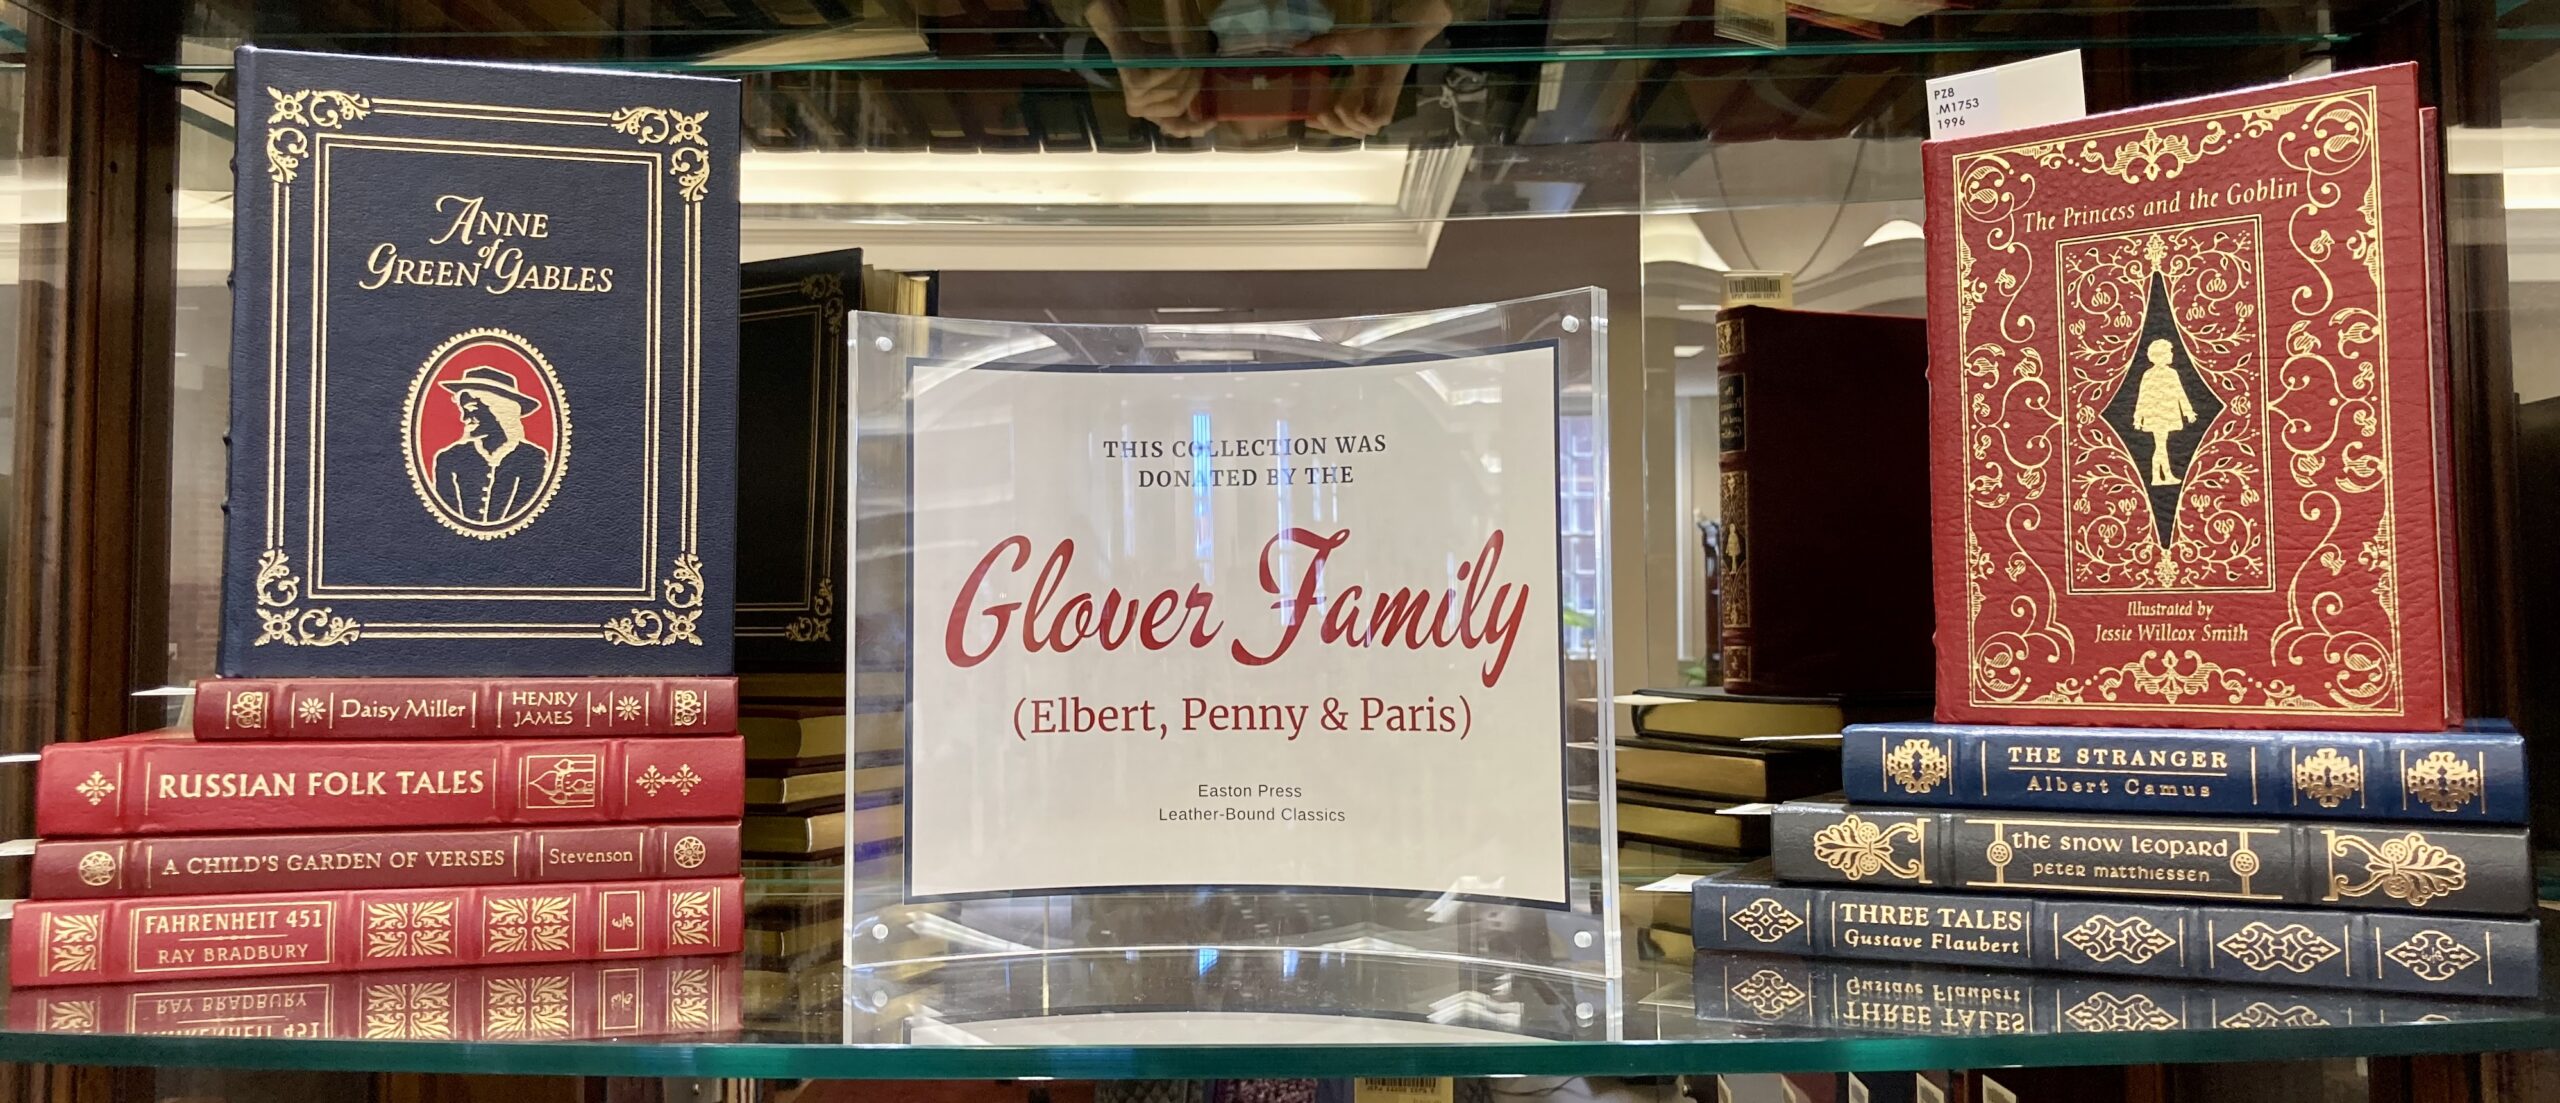 ANNE
of
GREEN GABLES
Daisy Miller
HENRY
JAMES
RUSSIAN FOLK TALES
A CHILD'S GARDEN OF VERSES
Stevenson
FAHRENHEIT 451
RAY BRADBURY
THIS COLLECTION WAS
DONATED BY THE
Glover Family
(Elbert, Penny & Paris)
Easton Press
Leather-Bound Classics
PZ8
.M1753
1996
The Princess and the Goblin
Illustrated by
Jessie Willcox Smith
THE STRANGER
Albert Camus
the snow leopard
peter matthiessen
THREE TALES
Gustave Flaubert